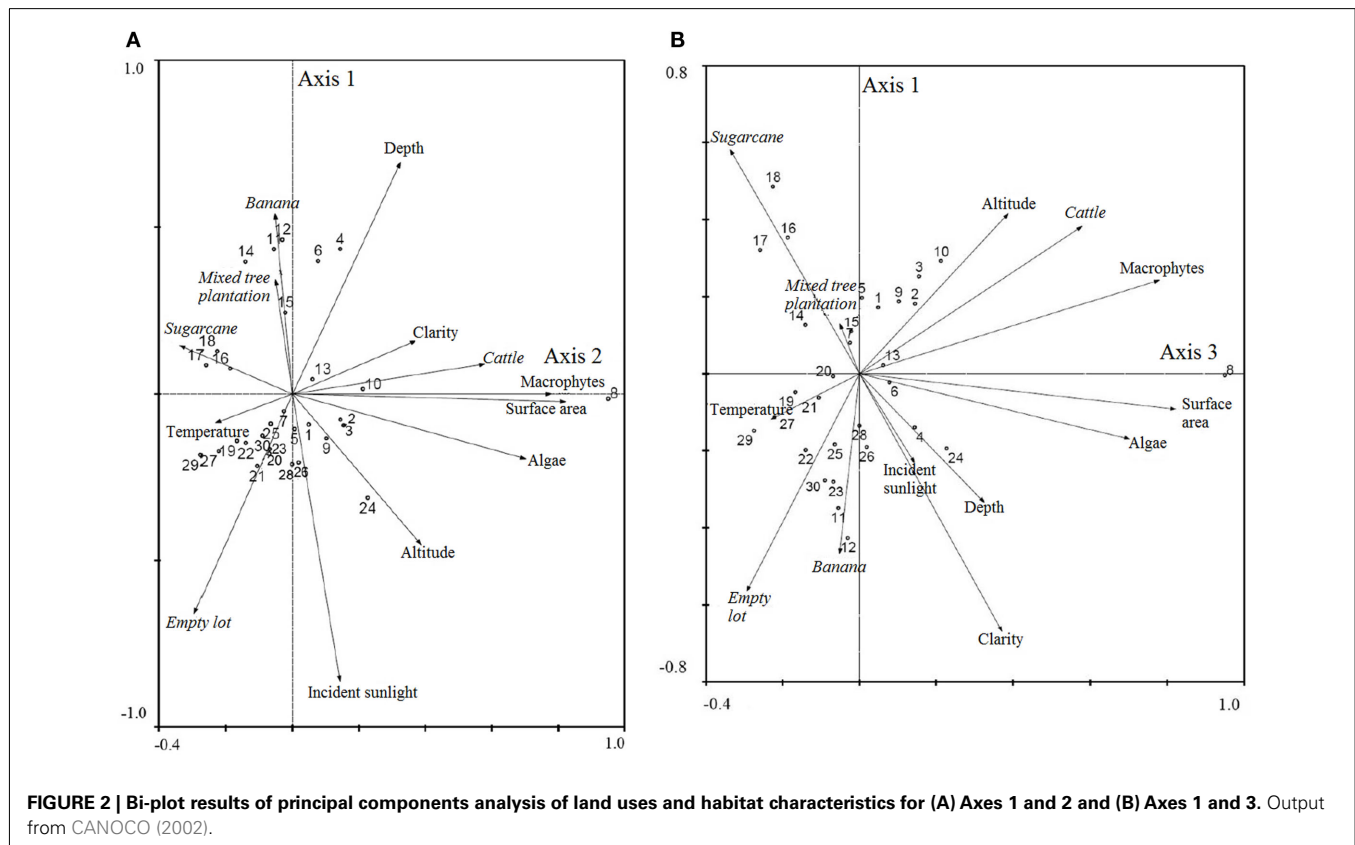 A
1.0
Axis 1
Depth
Banana
12
11
4
14
6
Mixed tree
plantation
15
Sugarcane
18
17
16
Clarity
Cattle
Axis 2
13
10
Macrophytes
8
Surface area
Temperature
7
25
5
1
2
3
9
19
22
30
23
29
27
20
21
28
26
Algae
24
Altitude
Empty lot
Incident sunlight
-1.0
-0.4
1.0
B
0.8
Axis 1
Sugarcane
18
16
17
Altitude
Cattle
10
3
Macrophytes
Mixed tree
plantation
5
1
9
2
14
15
7
13
Axis 3
20
6
8
19
21
Temperature
27
29
Surface
area
Algae
28
4
22
25
26
24
Incident
sunlight
30
23
Depth
11
12
Banana
Empty
lot
Clarity
-0.8
-0.4
1.0
FIGURE 2 | Bi-plot results of principal components analysis of land uses and habitat characteristics for (A) Axes 1 and 2 and (B) Axes 1 and 3. Output
from CANOCO (2002).